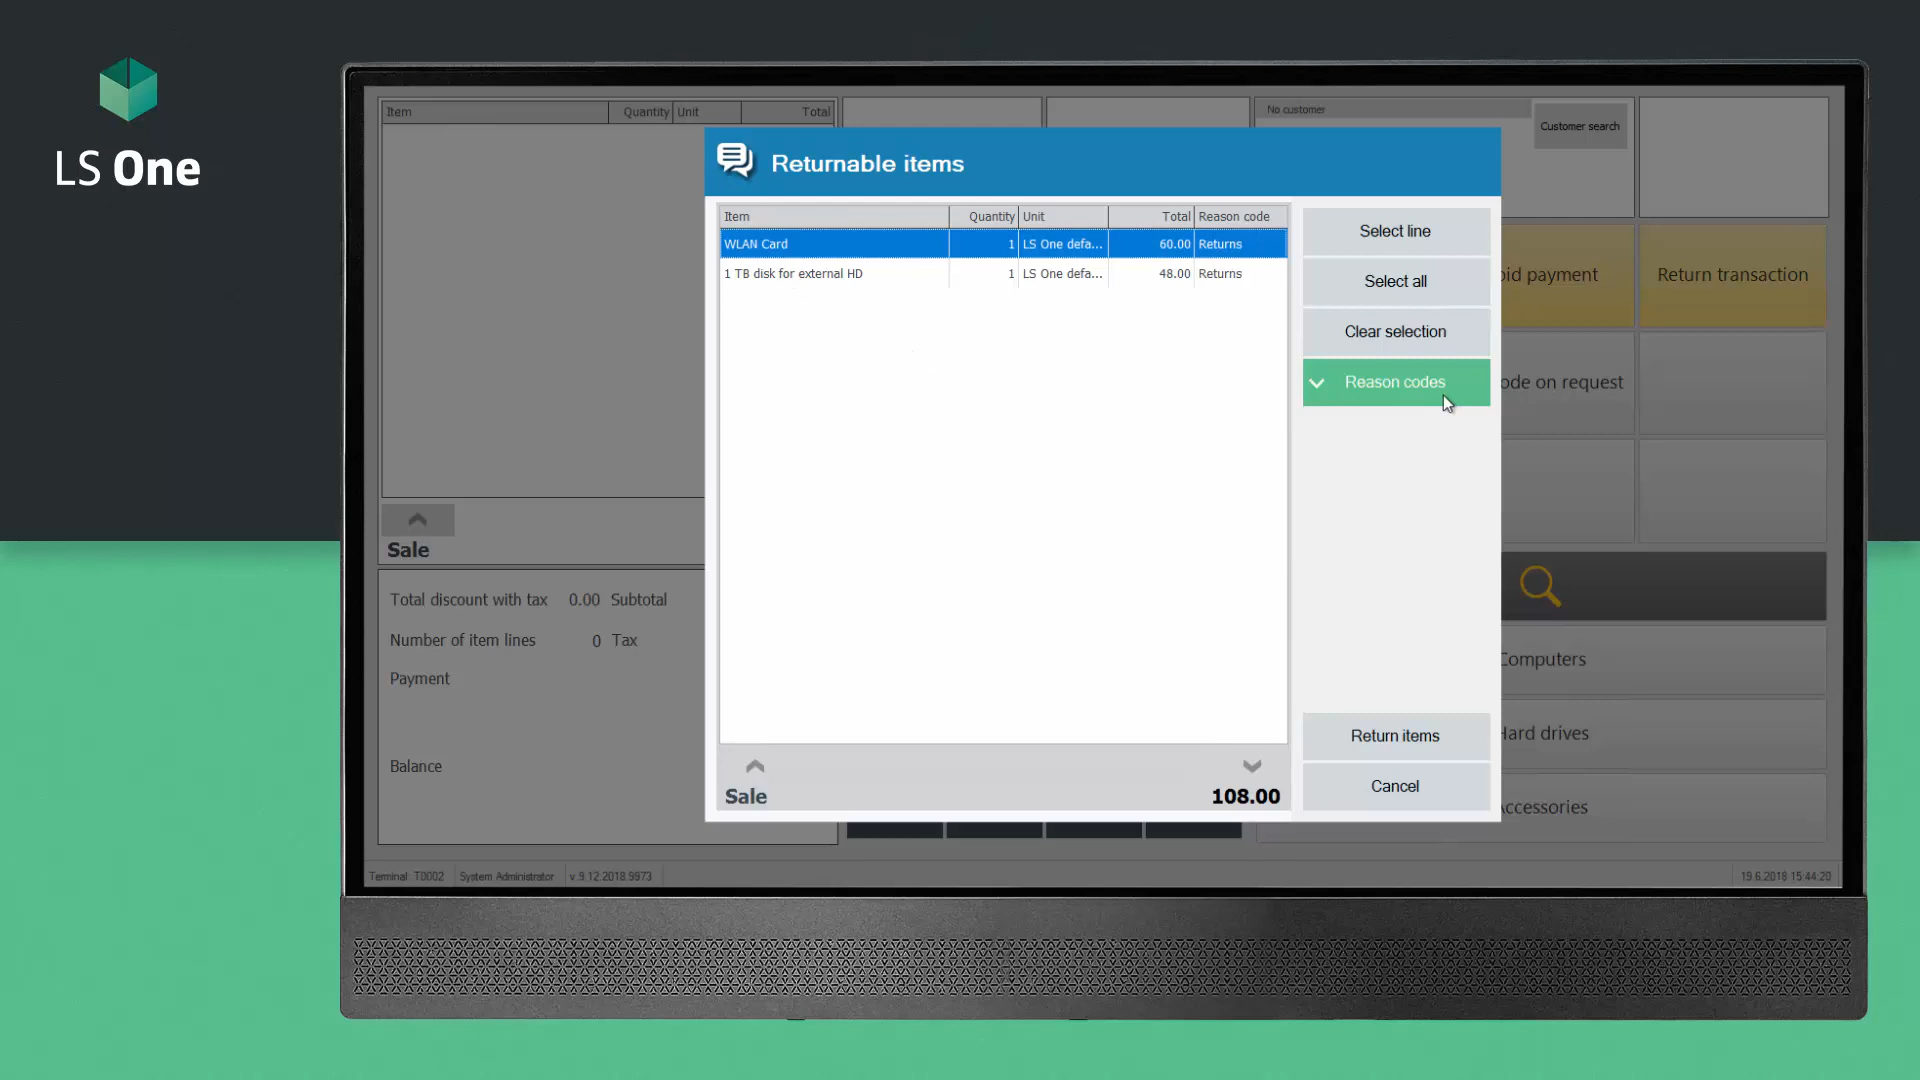 LS One
Item Quantity Unit Total
No customer
Customer search
Returnable items
Item Quantity Unit Total Reason code
WLAN Card 1 LS One defa... 60.00 Returns
1 TB disk for external HD 1 LS One defa... 48.00 Returns
Select line
Select all
Clear selection
Reason codes
Return items
Cancel
Sale 108.00
oid payment
Return transaction
ode on request
Computers
Hard drives
Accessories
Sale
Total discount with tax 0.00 Subtotal
Number of item lines 0 Tax
Payment
Balance
Terminal: T0002 System Administrator v.9.12.2018.9973 19.6.2018 15:44:20